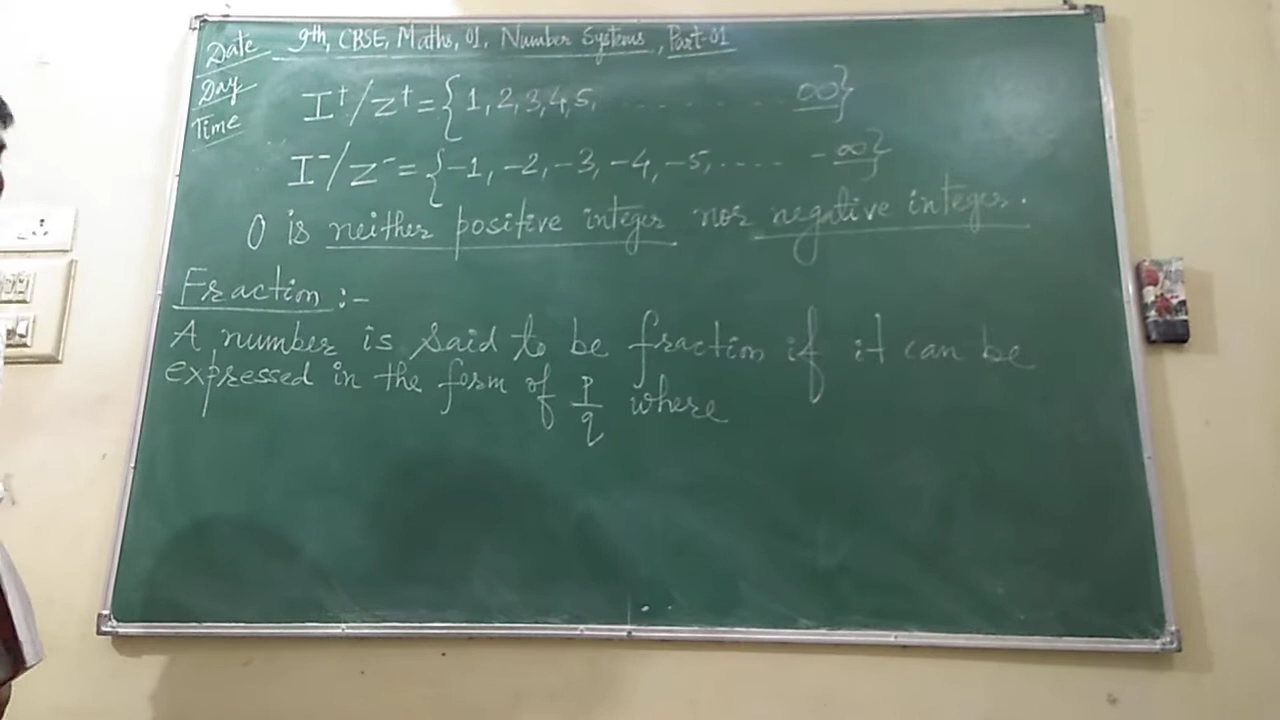 Date 9th, CBSE, Maths, 01, Number Systems, Part-01
Day
Time
I⁺/Z⁺ = {1, 2, 3, 4, 5, ......... ∞}
I⁻/Z⁻ = {-1, -2, -3, -4, -5, ..... -∞}
0 is neither positive integer nor negative integer.
Fraction :-
A number is said to be fraction if it can be
expressed in the form of p/q where